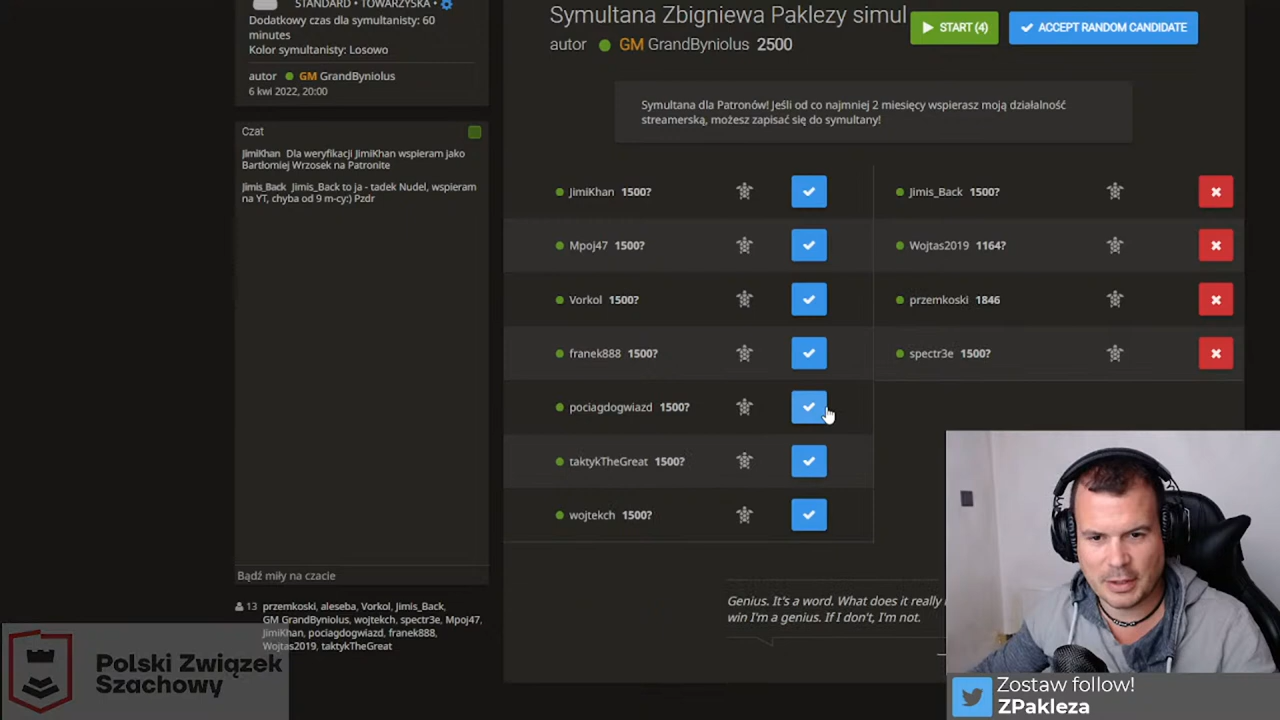 STANDARD • TOWARZYSKA •
Dodatkowy czas dla symultanisty: 60
minutes
Kolor symultanisty: Losowo
autor GM GrandByniolus
6 kwi 2022, 20:00
Czat
JimiKhan Dla weryfikacji JimiKhan wspieram jako
Bartłomiej Wrzosek na Patronite
Jimis_Back Jimis_Back to ja - tadek Nudel, wspieram
na YT, chyba od 9 m-cy:) Pzdr
Bądź miły na czacie
13 przemkoski, aleseba, Vorkol, Jimis_Back,
GM GrandByniolus, wojtekch, spectr3e, Mpoj47,
JimiKhan, pociagdogwiazd, franek888,
Wojtas2019, taktykTheGreat
Symultana Zbigniewa Paklezy simul
autor GM GrandByniolus 2500
START (4)
ACCEPT RANDOM CANDIDATE
Symultana dla Patronów! Jeśli od co najmniej 2 miesięcy wspierasz moją działalność
streamerską, możesz zapisać się do symultany!
JimiKhan 1500?
Mpoj47 1500?
Vorkol 1500?
franek888 1500?
pociagdogwiazd 1500?
taktykTheGreat 1500?
wojtekch 1500?
Jimis_Back 1500?
Wojtas2019 1164?
przemkoski 1846
spectr3e 1500?
Genius. It's a word. What does it really
win I'm a genius. If I don't, I'm not.
Polski Związek
Szachowy
Zostaw follow!
ZPakleza